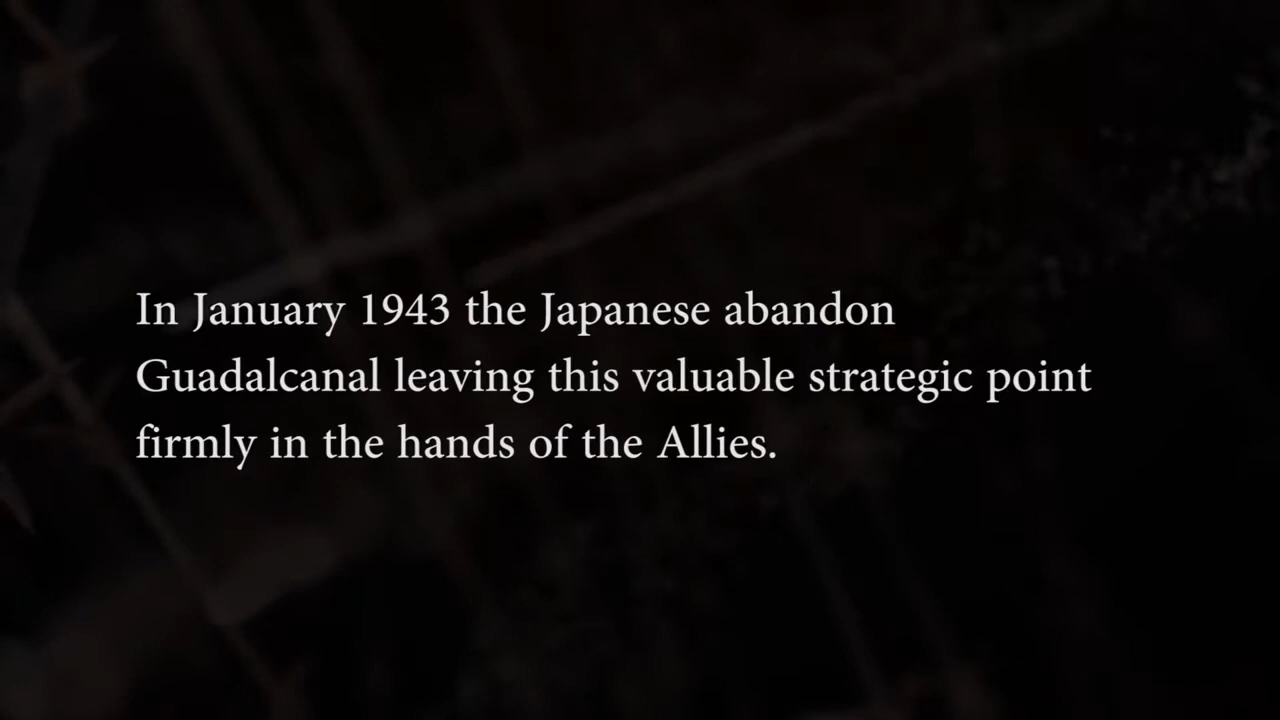 In January 1943 the Japanese abandon
Guadalcanal leaving this valuable strategic point
firmly in the hands of the Allies.